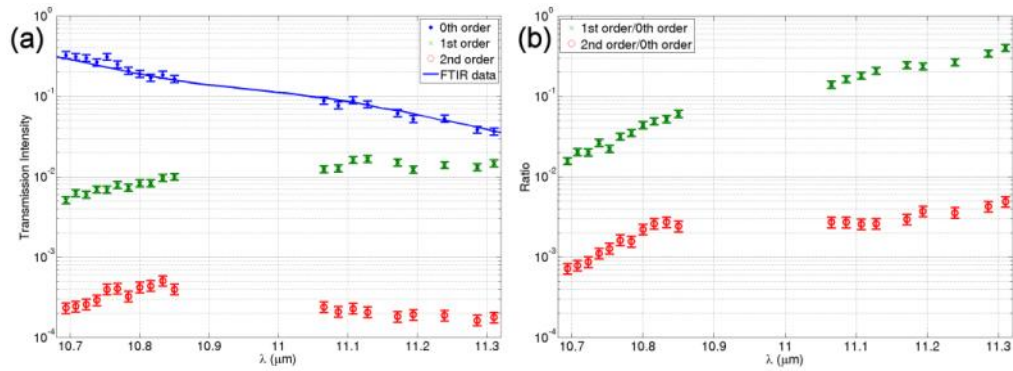 (a)
Transmission Intensity
10^0
10^-1
10^-2
10^-3
10^-4
0th order
1st order
2nd order
FTIR data
10.7 10.8 10.9 11 11.1 11.2 11.3
λ (μm)
(b)
Ratio
10^0
10^-1
10^-2
10^-3
10^-4
1st order/0th order
2nd order/0th order
10.7 10.8 10.9 11 11.1 11.2 11.3
λ (μm)